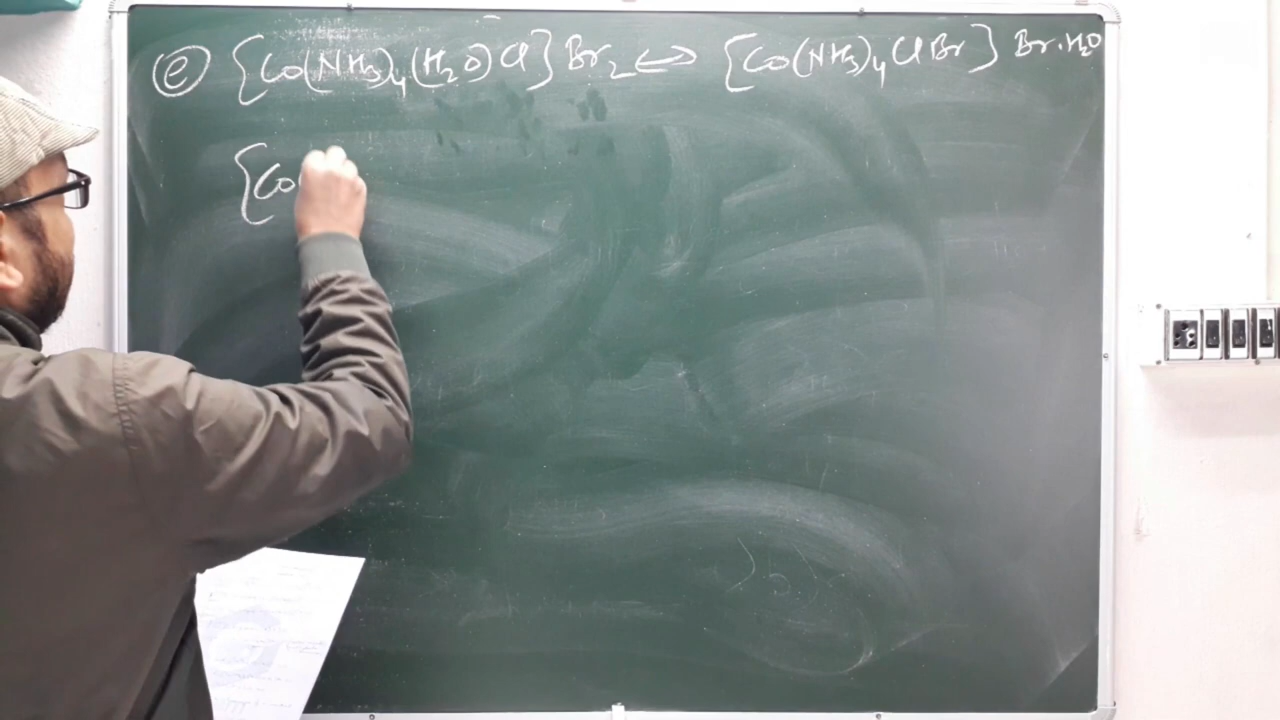 ⓔ [Co(NH3)4(H2O)Cl]Br2 ⇔ [Co(NH3)4ClBr] Br.H2O
[Co